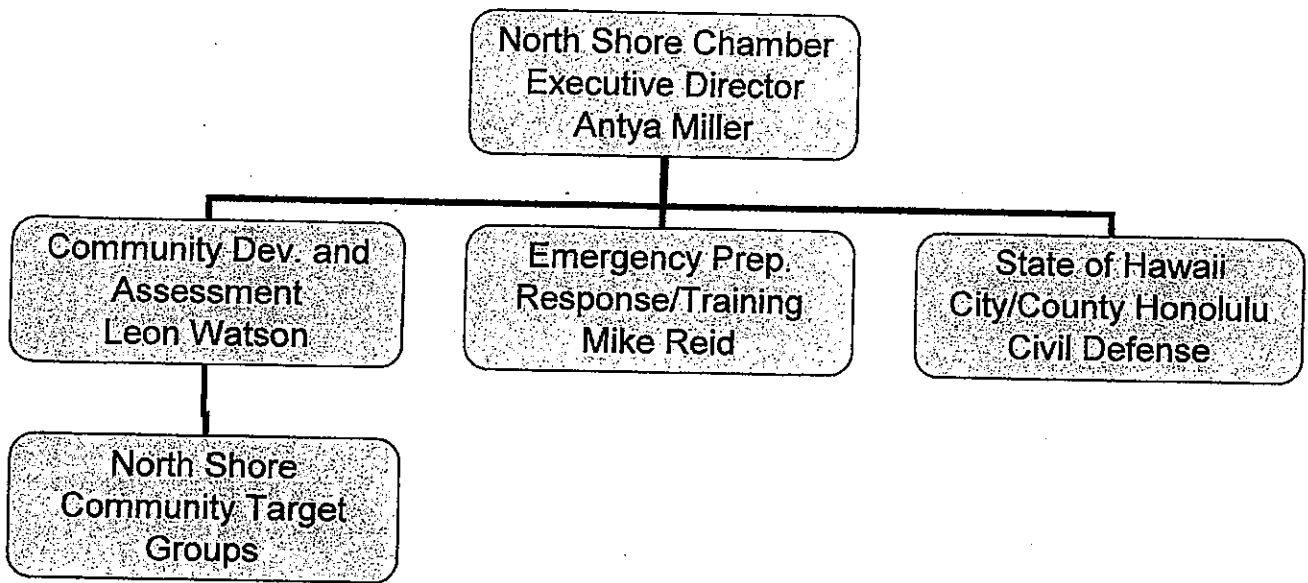 North Shore Chamber
Executive Director
Antya Miller
Community Dev. and
Assessment
Leon Watson
Emergency Prep.
Response/Training
Mike Reid
State of Hawaii
City/County Honolulu
Civil Defense
North Shore
Community Target
Groups